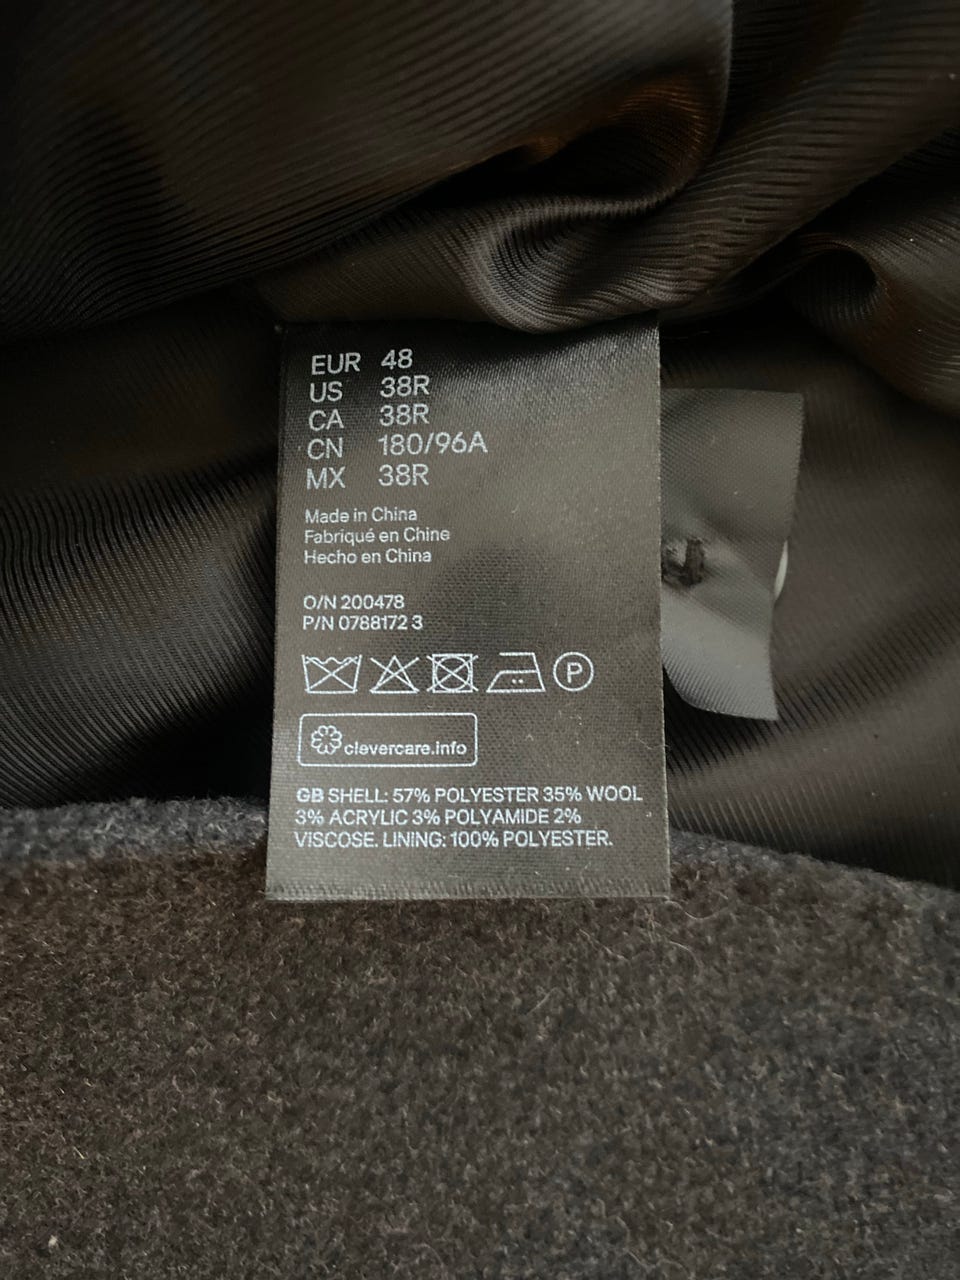 EUR 48
US 38R
CA 38R
CN 180/96A
MX 38R
Made in China
Fabriqué en Chine
Hecho en China
O/N 200478
P/N 0788172 3
P
clevercare.info
GB SHELL: 57% POLYESTER 35% WOOL
3% ACRYLIC 3% POLYAMIDE 2%
VISCOSE. LINING: 100% POLYESTER.